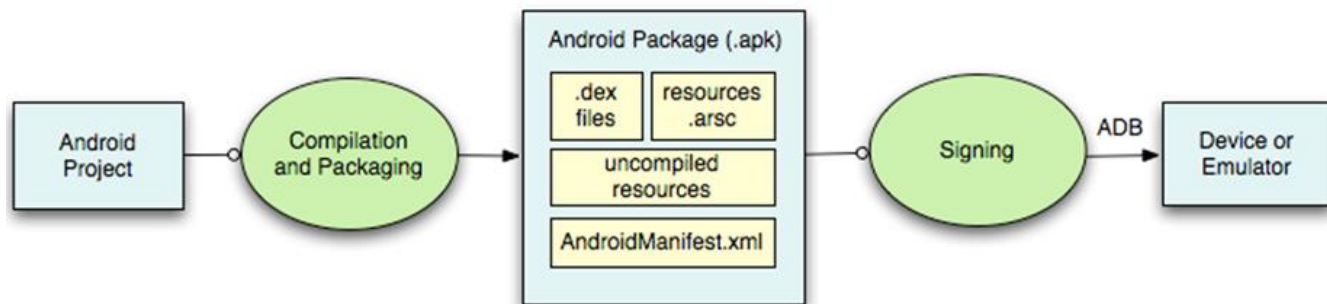 Android
Project
Compilation
and Packaging
Android Package (.apk)
.dex
files
resources
.arsc
uncompiled
resources
AndroidManifest.xml
Signing
ADB
Device or
Emulator